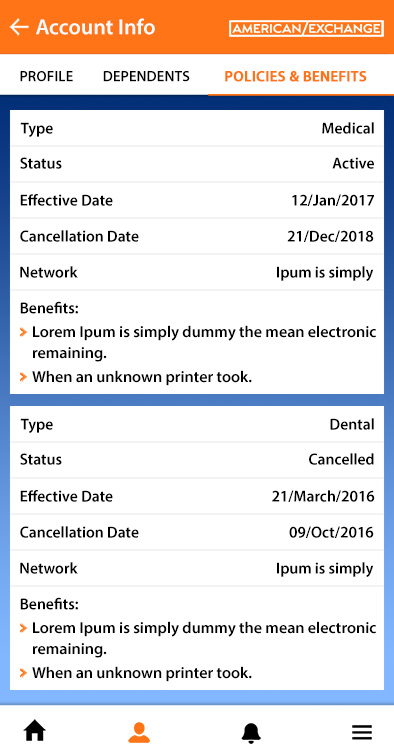 Account Info AMERICAN/EXCHANGE
PROFILE DEPENDENTS POLICIES & BENEFITS
Type Medical
Status Active
Effective Date 12/Jan/2017
Cancellation Date 21/Dec/2018
Network Ipum is simply
Benefits:
Lorem Ipum is simply dummy the mean electronic
remaining.
When an unknown printer took.
Type Dental
Status Cancelled
Effective Date 21/March/2016
Cancellation Date 09/Oct/2016
Network Ipum is simply
Benefits:
Lorem Ipum is simply dummy the mean electronic
remaining.
When an unknown printer took.